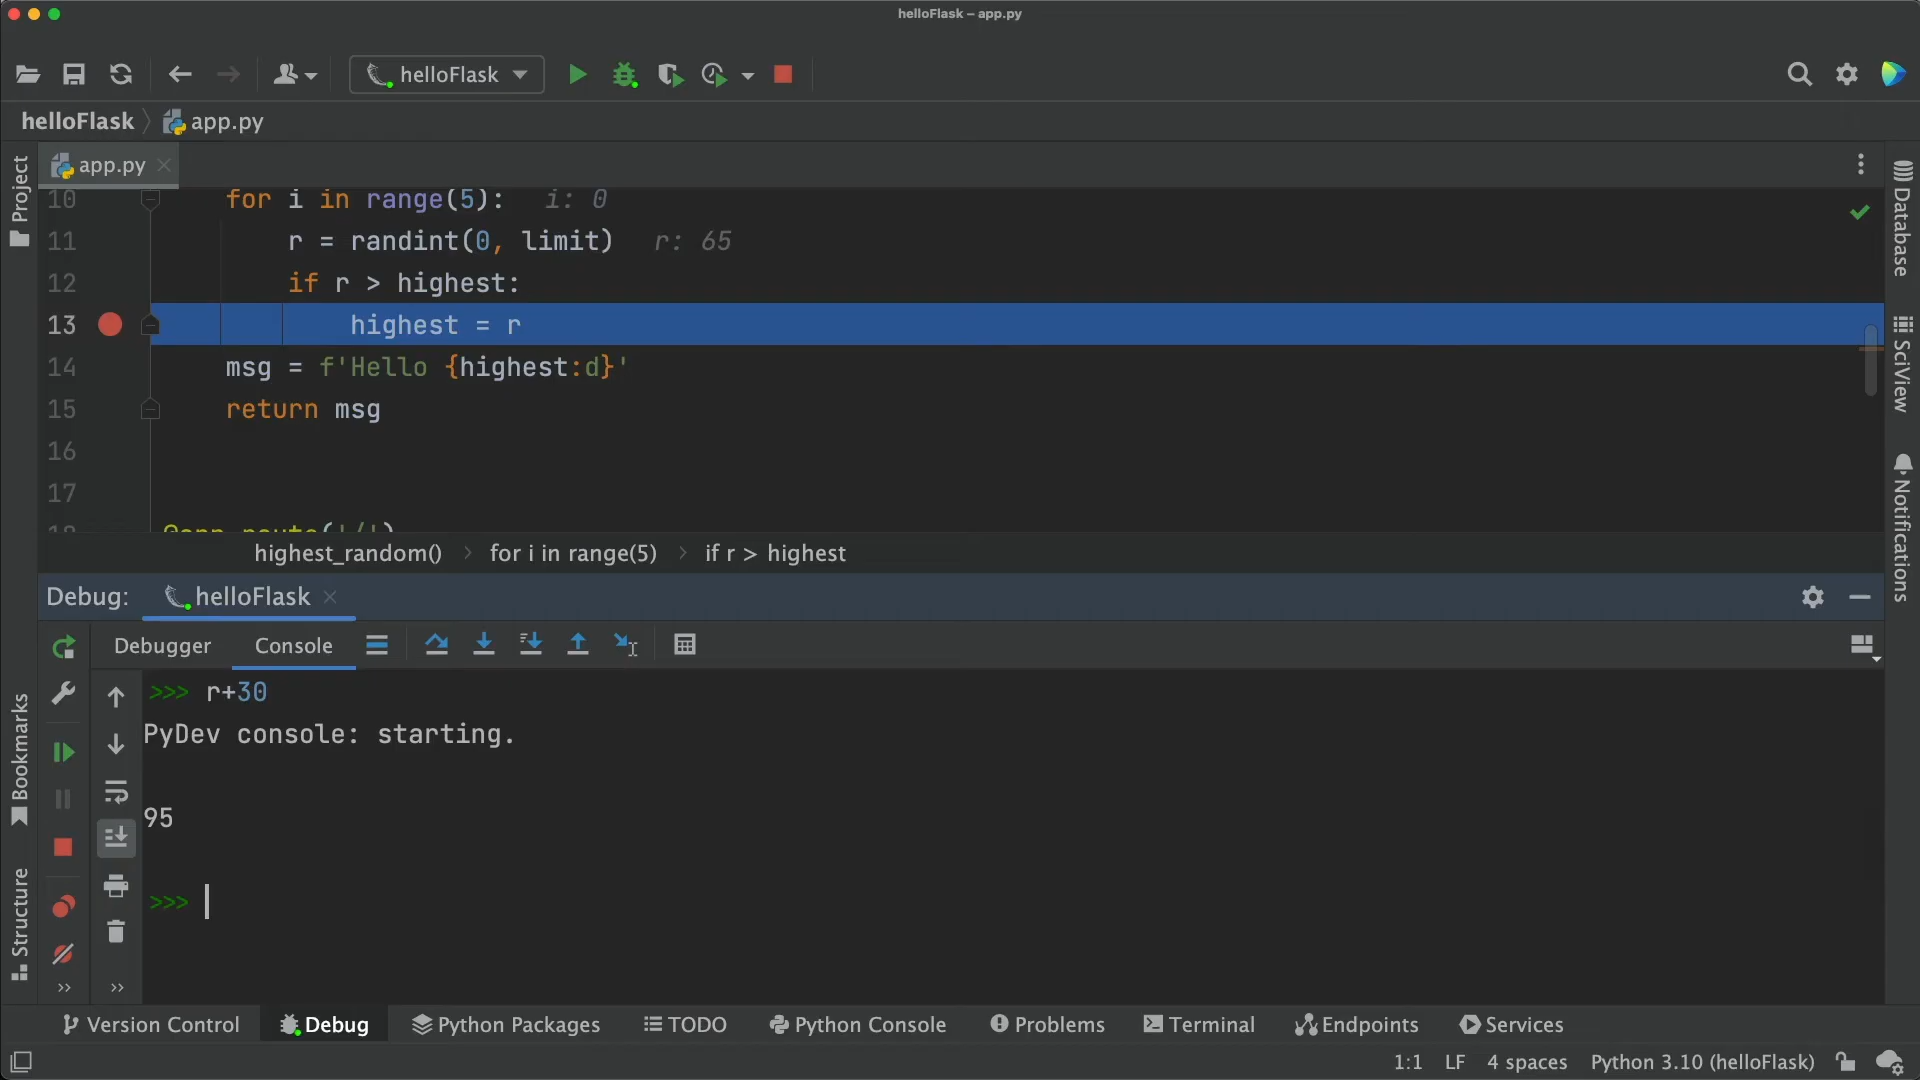 helloFlask – app.py
helloFlask
helloFlask
app.py
app.py
Project
Bookmarks
Structure
Database
SciView
Notifications
10 for i in range(5): i: 0
11 r = randint(0, limit) r: 65
12 if r > highest:
13 highest = r
14 msg = f'Hello {highest:d}'
15 return msg
16
17
18 @app.route('/')
highest_random() > for i in range(5) > if r > highest
Debug: helloFlask
Debugger Console
>>> r+30
PyDev console: starting.
95
>>>
Version Control Debug Python Packages TODO Python Console Problems Terminal Endpoints Services
1:1 LF 4 spaces Python 3.10 (helloFlask)